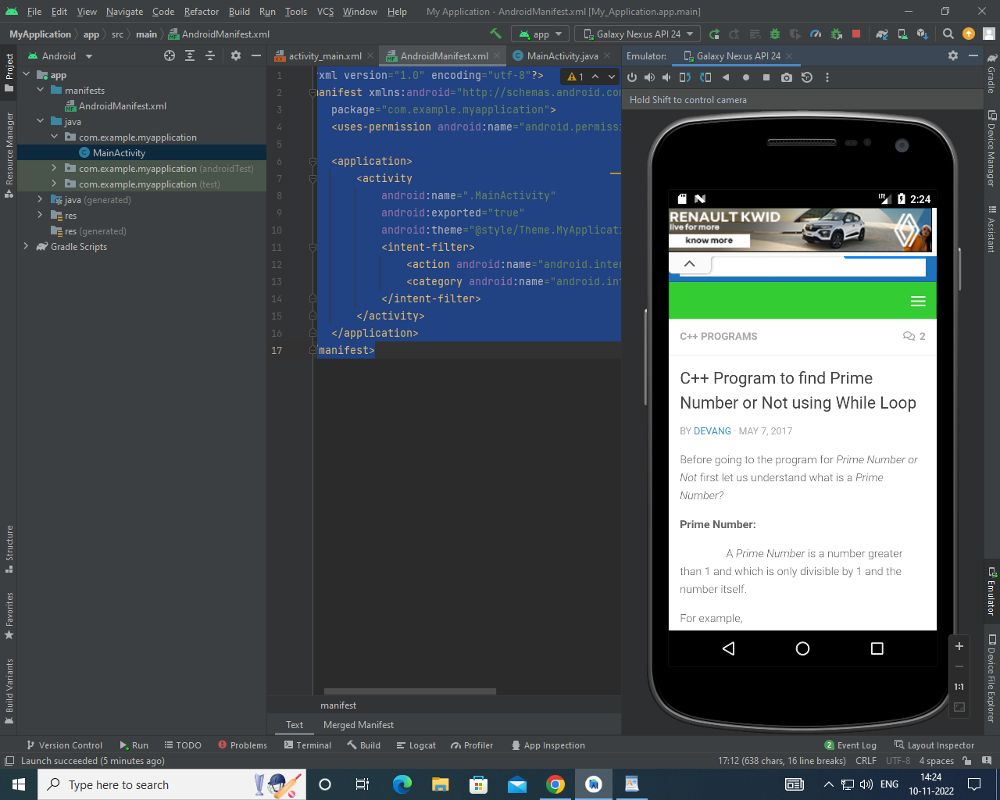 File Edit View Navigate Code Refactor Build Run Tools VCS Window Help My Application - AndroidManifest.xml [My_Application.app.main]
MyApplication app src main AndroidManifest.xml app Galaxy Nexus API 24
Android activity_main.xml AndroidManifest.xml MainActivity.java Emulator: Galaxy Nexus API 24
Project
Resource Manager
Structure
Favorites
Build Variants
app
manifests
AndroidManifest.xml
java
com.example.myapplication
MainActivity
com.example.myapplication (androidTest)
com.example.myapplication (test)
java (generated)
res
res (generated)
Gradle Scripts
1 ?xml version="1.0" encoding="utf-8"?>
2 manifest xmlns:android="http://schemas.android.com
3 package="com.example.myapplication">
4 <uses-permission android:name="android.permissi
5
6 <application>
7 <activity
8 android:name=".MainActivity"
9 android:exported="true"
10 android:theme="@style/Theme.MyApplicati
11 <intent-filter>
12 <action android:name="android.inten
13 <category android:name="android.int
14 </intent-filter>
15 </activity>
16 </application>
17 manifest>
1
manifest
Text Merged Manifest
Hold Shift to control camera
LTE 2:24
RENAULT KWID
live for more
know more
C++ PROGRAMS 2
C++ Program to find Prime
Number or Not using While Loop
BY DEVANG · MAY 7, 2017
Before going to the program for Prime Number or
Not first let us understand what is a Prime
Number?
Prime Number:
A Prime Number is a number greater
than 1 and which is only divisible by 1 and the
number itself.
For example,
1:1
Gradle
Device Manager
Assistant
Emulator
Device File Explorer
Version Control Run TODO Problems Terminal Build Logcat Profiler App Inspection 2 Event Log Layout Inspector
Launch succeeded (5 minutes ago) 17:12 (638 chars, 16 line breaks) CRLF UTF-8 4 spaces
Type here to search ENG 14:24
10-11-2022